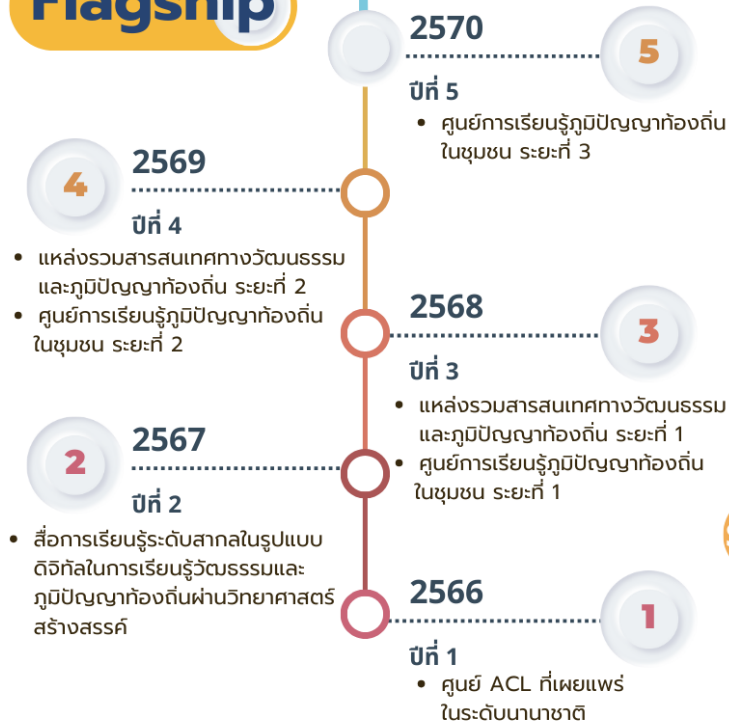 Flagship
2570
5
ปีที่ 5
• ศูนย์การเรียนรู้ภูมิปัญญาท้องถิ่น
ในชุมชน ระยะที่ 3
4
2569
ปีที่ 4
• แหล่งรวมสารสนเทศทางวัฒนธรรม
และภูมิปัญญาท้องถิ่น ระยะที่ 2
• ศูนย์การเรียนรู้ภูมิปัญญาท้องถิ่น
ในชุมชน ระยะที่ 2
2568
3
ปีที่ 3
• แหล่งรวมสารสนเทศทางวัฒนธรรม
และภูมิปัญญาท้องถิ่น ระยะที่ 1
• ศูนย์การเรียนรู้ภูมิปัญญาท้องถิ่น
ในชุมชน ระยะที่ 1
2
2567
ปีที่ 2
• สื่อการเรียนรู้ระดับสากลในรูปแบบ
ดิจิทัลในการเรียนรู้วัฒธรรมและ
ภูมิปัญญาท้องถิ่นผ่านวิทยาศาสตร์
สร้างสรรค์
2566
1
ปีที่ 1
• ศูนย์ ACL ที่เผยแพร่
ในระดับนานาชาติ